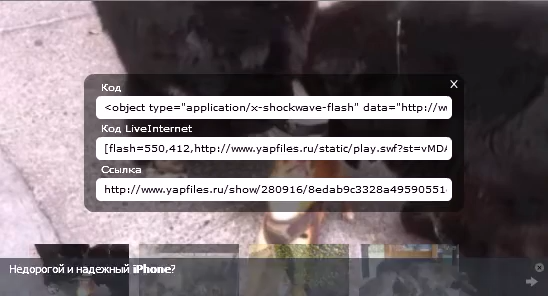 Код
X
<object type="application/x-shockwave-flash" data="http://w
Код LiveInternet
[flash=550,412,http://www.yapfiles.ru/static/play.swf?st=vMDA
Ссылка
http://www.yapfiles.ru/show/280916/8edab9c3328a49590551
Недорогой и надежный iPhone?